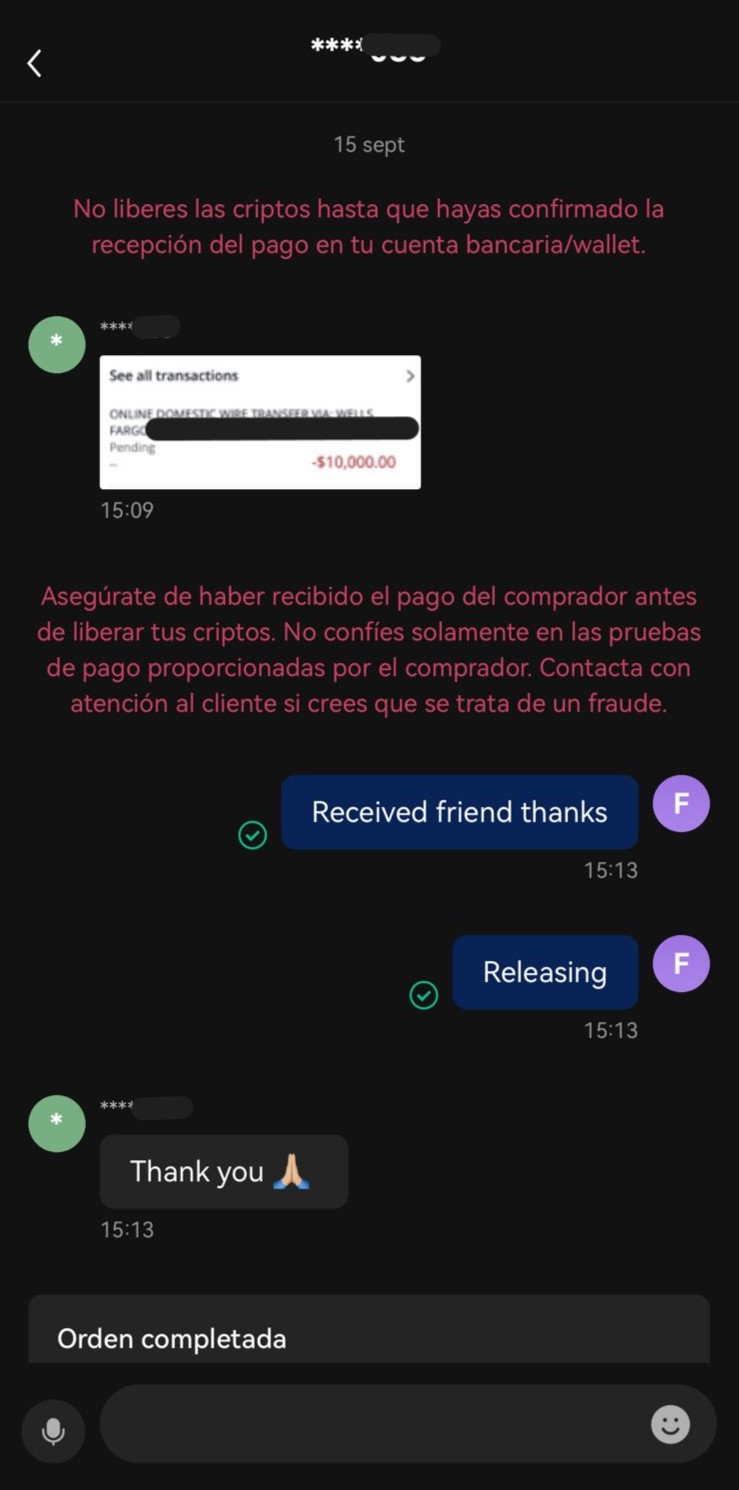 ****
15 sept
No liberes las criptos hasta que hayas confirmado la
recepción del pago en tu cuenta bancaria/wallet.
*
****
See all transactions
ONLINE DOMESTIC WIRE TRANSFER VIA: WELLS
FARGO
Pending
--
-$10,000.00
15:09
Asegúrate de haber recibido el pago del comprador antes
de liberar tus criptos. No confíes solamente en las pruebas
de pago proporcionadas por el comprador. Contacta con
atención al cliente si crees que se trata de un fraude.
Received friend thanks
F
15:13
Releasing
F
15:13
*
****
Thank you 🙏
15:13
Orden completada